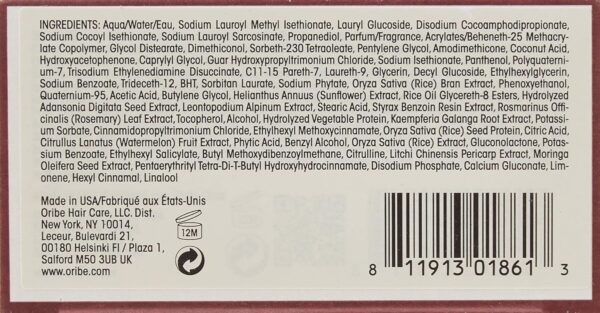 INGREDIENTS: Aqua/Water/Eau, Sodium Lauroyl Methyl Isethionate, Lauryl Glucoside, Disodium Cocoamphodipropionate,
Sodium Cocoyl Isethionate, Sodium Lauroyl Sarcosinate, Propanediol, Parfum/Fragrance, Acrylates/Beheneth-25 Methacry-
late Copolymer, Glycol Distearate, Dimethiconol, Sorbeth-230 Tetraoleate, Pentylene Glycol, Amodimethicone, Coconut Acid,
Hydroxyacetophenone, Caprylyl Glycol, Guar Hydroxypropyltrimonium Chloride, Sodium Isethionate, Panthenol, Polyquaterni-
um-7, Trisodium Ethylenediamine Disuccinate, C11-15 Pareth-7, Laureth-9, Glycerin, Decyl Glucoside, Ethylhexylglycerin,
Sodium Benzoate, Trideceth-12, BHT, Sorbitan Laurate, Sodium Phytate, Oryza Sativa (Rice) Bran Extract, Phenoxyethanol,
Quaternium-95, Acetic Acid, Butylene Glycol, Helianthus Annuus (Sunflower) Extract, Rice Oil Glycereth-8 Esters, Hydrolyzed
Adansonia Digitata Seed Extract, Leontopodium Alpinum Extract, Stearic Acid, Styrax Benzoin Resin Extract, Rosmarinus Offi-
cinalis (Rosemary) Leaf Extract, Tocopherol, Alcohol, Hydrolyzed Vegetable Protein, Kaempferia Galanga Root Extract, Potas-
sium Sorbate, Cinnamidopropyltrimonium Chloride, Ethylhexyl Methoxycinnamate, Oryza Sativa (Rice) Seed Protein, Citric Acid,
Citrullus Lanatus (Watermelon) Fruit Extract, Phytic Acid, Benzyl Alcohol, Oryza Sativa (Rice) Extract, Gluconolactone, Potas-
sium Benzoate, Ethylhexyl Salicylate, Butyl Methoxydibenzoylmethane, Citrulline, Litchi Chinensis Pericarp Extract, Moringa
Oleifera Seed Extract, Pentaerythrityl Tetra-Di-T-Butyl Hydroxyhydrocinnamate, Disodium Phosphate, Calcium Gluconate, Lim-
onene, Hexyl Cinnamal, Linalool
Made in USA/Fabriqué aux États-Unis
Oribe Hair Care, LLC. Dist.
New York, NY 10014,
Leceur, Bulevardi 21,
00180 Helsinki FI / Plaza 1,
Salford M50 3UB UK
www.oribe.com
12M
8 11913 01861 3